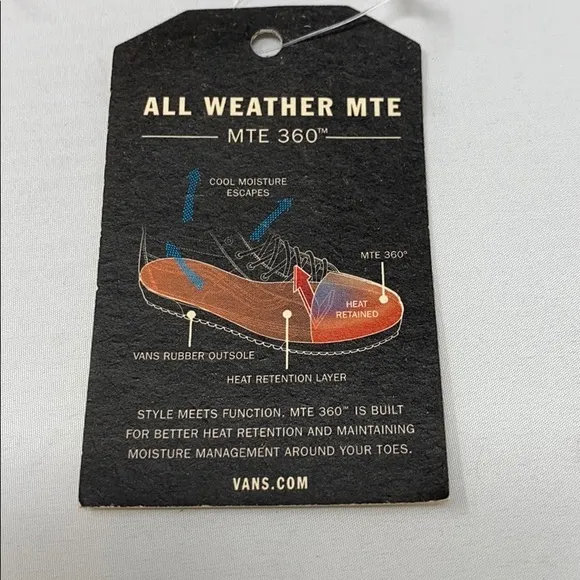 ALL WEATHER MTE
MTE 360™
COOL MOISTURE
ESCAPES
MTE 360°
HEAT
RETAINED
VANS RUBBER OUTSOLE
HEAT RETENTION LAYER
STYLE MEETS FUNCTION, MTE 360™ IS BUILT
FOR BETTER HEAT RETENTION AND MAINTAINING
MOISTURE MANAGEMENT AROUND YOUR TOES.
VANS.COM